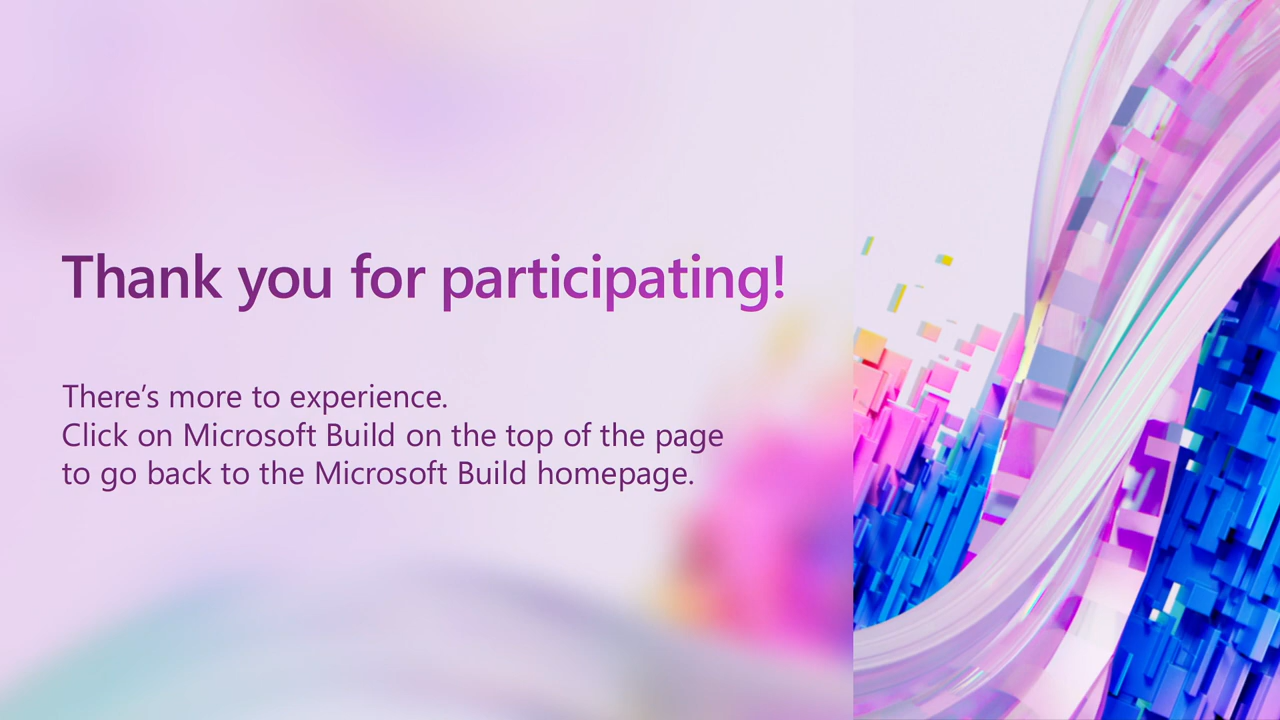 Thank you for participating!
There’s more to experience.
Click on Microsoft Build on the top of the page
to go back to the Microsoft Build homepage.